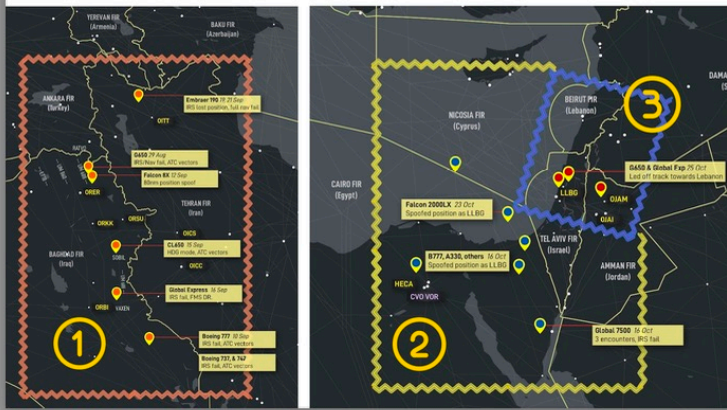 YEREVAN FIR
(Armenia)
BAKU FIR
(Azerbaijan)
ANKARA FIR
(Turkey)
Embraer 190 19, 21 Sep
IRS lost position, full nav fail
OITT
G650 29 Aug
IRS/Nav fail, ATC vectors
Falcon 8X 12 Sep
80nm position spoof
ORER
TEHRAN FIR
(Iran)
ORKK
ORSU
OICS
CL650 15 Sep
HDG mode, ATC vectors
OICC
BAGHDAD FIR
(Iraq)
Global Express 16 Sep
IRS fail, FMS DR.
ORBI
VAXEN
Boeing 777 10 Sep
IRS fail, ATC vectors
Boeing 737, & 747
IRS fail, ATC vectors
1
NICOSIA FIR
(Cyprus)
BEIRUT FIR
(Lebanon)
3
DAMA
G650 & Global Exp 25 Oct
Led off track towards Lebanon
CAIRO FIR
(Egypt)
LLBG
OJAM
OJAI
Falcon 2000LX 23 Oct
Spoofed position as LLBG
TEL AVIV FIR
(Israel)
B777, A330, others 16 Oct
Spoofed position as LLBG
AMMAN FIR
(Jordan)
HECA
CVO VOR
Global 7500 16 Oct
3 encounters, IRS fail
2